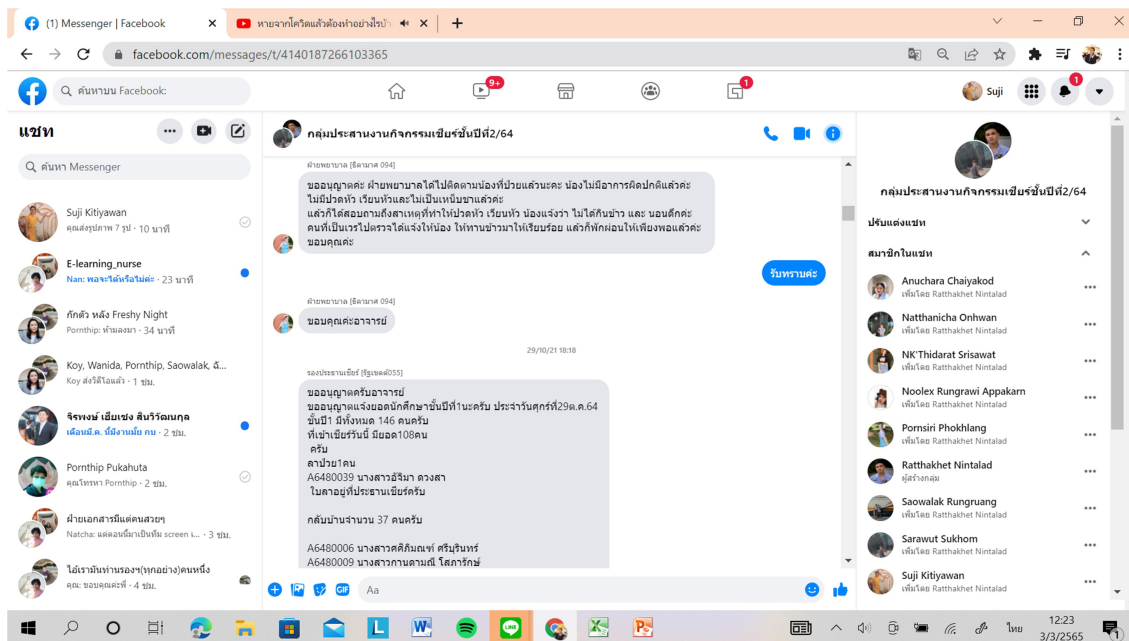 (1) Messenger | Facebook
หายจากโควิดแล้วต้องทำอย่างไรบ้า
facebook.com/messages/t/4140187266103365
ค้นหาบน Facebook:
9+
1
Suji
1
แชท
ค้นหา Messenger
Suji Kitiyawan
คุณส่งรูปภาพ 7 รูป · 10 นาที
E-learning_nurse
Nan: พอจะได้หรือไม่ค่ะ · 23 นาที
กักตัว หลัง Freshy Night
Pornthip: ห้ามลงมา · 34 นาที
Koy, Wanida, Pornthip, Saowalak, ฉั...
Koy ส่งวิดีโอแล้ว · 1 ชม.
จิรพงษ์ เฮียเซง สินวิวัฒนกุล
เดือนมี.ค. นี้มีงานมั้ย คบ · 2 ชม.
Pornthip Pukahuta
คุณโทรหา Pornthip · 2 ชม.
ฝ่ายเอกสารมีแต่คนสวยๆ
Natcha: แต่ตอนนี้มาเป็นทีม screen เ... · 3 ชม.
ไอ้เรามันท่านรองฯ(ทุกอย่าง)คนหนึ่ง
คุณ: ขอบคุณค่ะพี่ · 4 ชม.
กลุ่มประสานงานกิจกรรมเชียร์ชั้นปีที่2/64
ฝ่ายพยาบาล [ธิดามาศ 094]
ขออนุญาตค่ะ ฝ่ายพยาบาลได้ไปติดตามน้องที่ป่วยแล้วนะคะ น้องไม่มีอาการผิดปกติแล้วค่ะ
ไม่มีปวดหัว เวียนหัวและไม่เป็นเหน็บชาแล้วค่ะ
แล้วก็ได้สอบถามถึงสาเหตุที่ทำให้ปวดหัว เวียนหัว น้องแจ้งว่า ไม่ได้กินข้าว และ นอนดึกค่ะ
คนที่เป็นเวรไปตรวจได้แจ้งให้น้อง ให้ทานข้าวมาให้เรียบร้อย แล้วก็พักผ่อนให้เพียงพอแล้วค่ะ
ขอบคุณค่ะ
รับทราบค่ะ
ฝ่ายพยาบาล [ธิดามาศ 094]
ขอบคุณค่ะอาจารย์
29/10/21 18:18
รองประธานเชียร์ [รัฐเขตต์055]
ขออนุญาตครับอาจารย์
ขออนุญาตแจ้งยอดนักศึกษาชั้นปีที่1นะครับ ประจำวันศุกร์ที่29ต.ค.64
ชั้นปี1 มีทั้งหมด 146 คนครับ
ที่เข้าเชียร์วันนี้ มียอด108คน
ครับ
ลาป่วย1คน
A6480039 นางสาวอัจิมา ดวงสา
ใบลาอยู่ที่ประธานเชียร์ครับ
กลับบ้านจำนวน 37 คนครับ
A6480006 นางสาวศศิภิมณฑ์ ศรีบุรินทร์
A6480009 นางสาวกานดามณี โสภารักษ์
GIF
Aa
กลุ่มประสานงานกิจกรรมเชียร์ชั้นปีที่2/64
ปรับแต่งแชท
สมาชิกในแชท
Anuchara Chaiyakod
เพิ่มโดย Ratthakhet Nintalad
Natthanicha Onhwan
เพิ่มโดย Ratthakhet Nintalad
NK'Thidarat Srisawat
เพิ่มโดย Ratthakhet Nintalad
Noolex Rungrawi Appakarn
เพิ่มโดย Ratthakhet Nintalad
Pornsiri Phokhlang
เพิ่มโดย Ratthakhet Nintalad
Ratthakhet Nintalad
ผู้สร้างกลุ่ม
Saowalak Rungruang
เพิ่มโดย Ratthakhet Nintalad
Sarawut Sukhom
เพิ่มโดย Ratthakhet Nintalad
Suji Kitiyawan
เพิ่มโดย Ratthakhet Nintalad
ไทย
12:23
3/3/2565